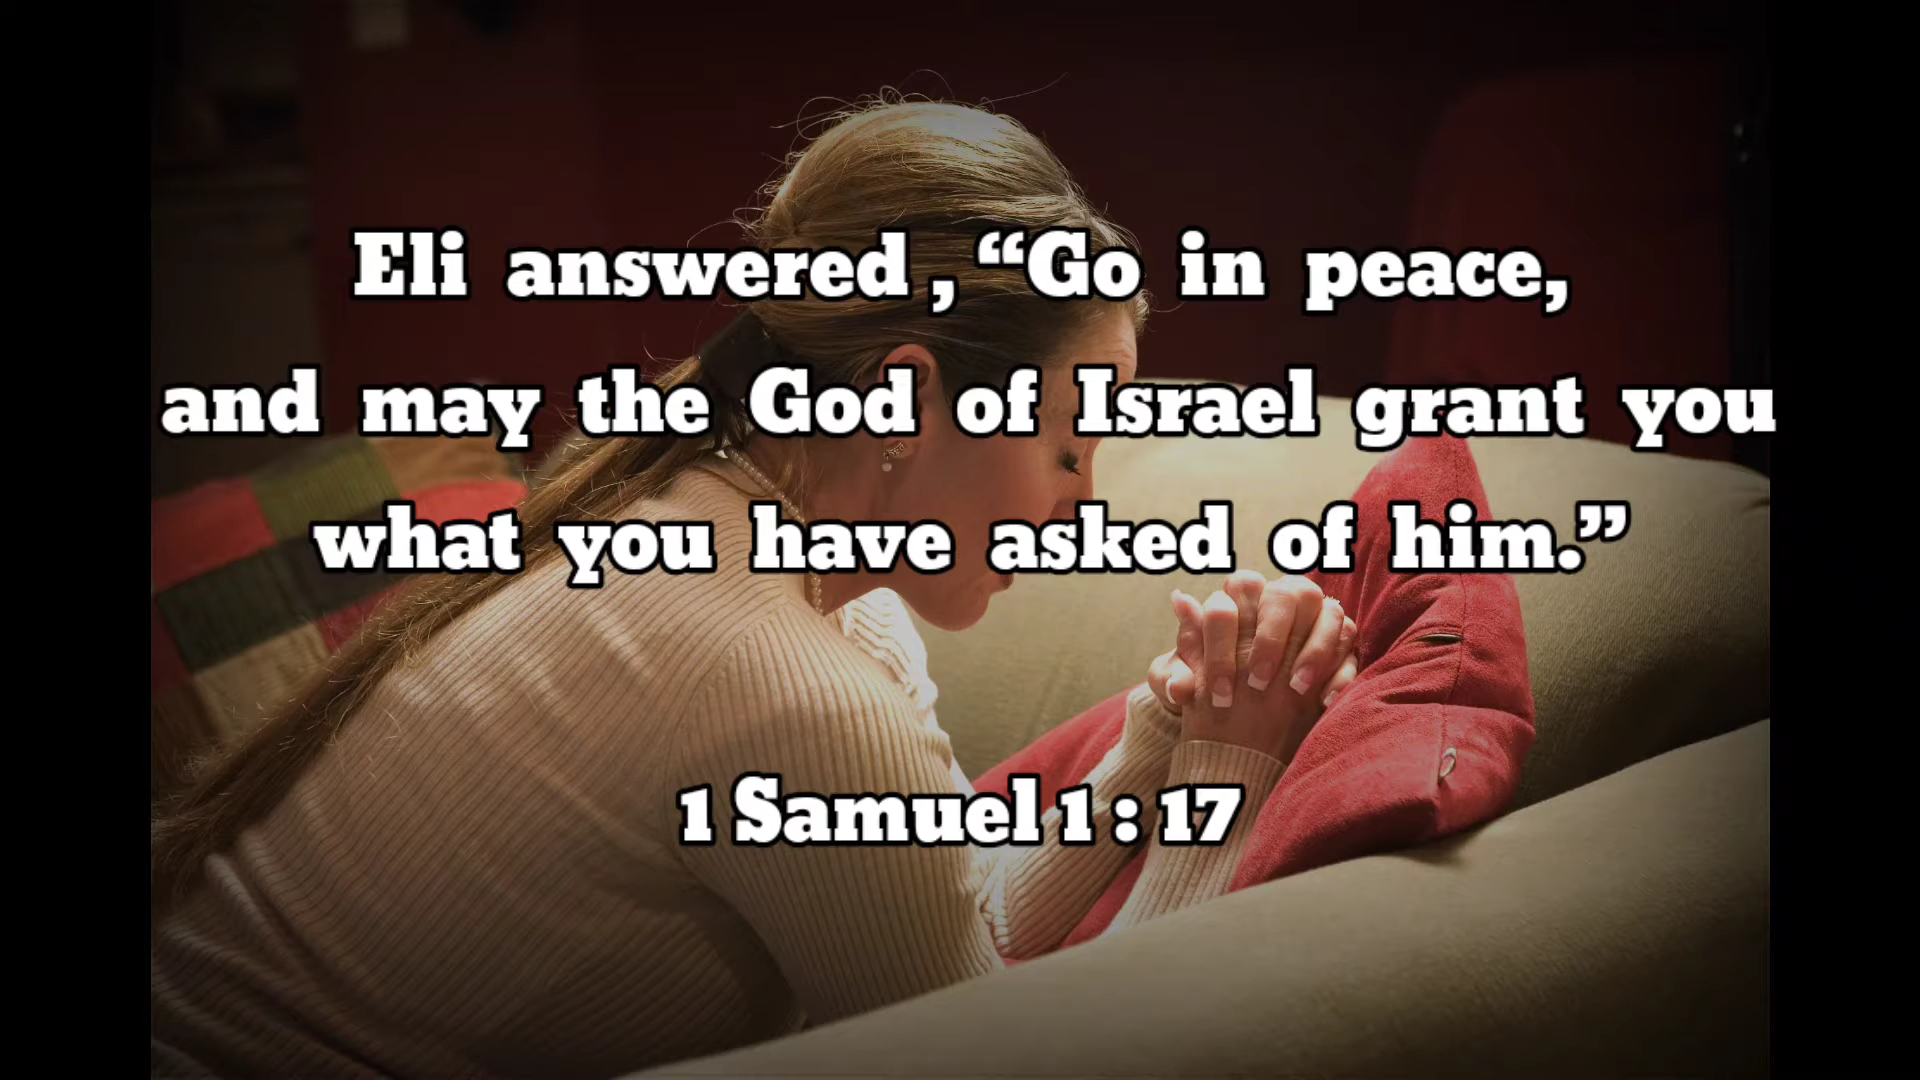 Eli answered , “Go in peace,
and may the God of Israel grant you
what you have asked of him.”
1 Samuel 1 : 17